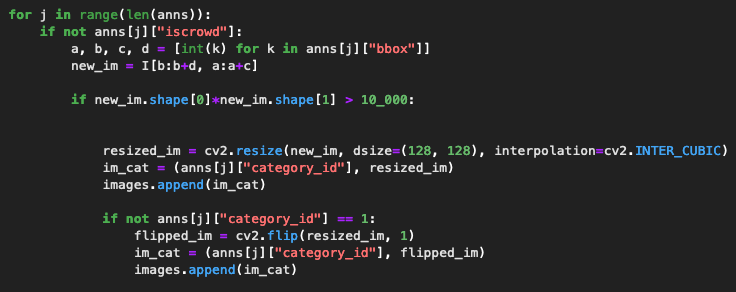 for j in range(len(anns)):
    if not anns[j]["iscrowd"]:
        a, b, c, d = [int(k) for k in anns[j]["bbox"]]
        new_im = I[b:b+d, a:a+c]
        if new_im.shape[0]*new_im.shape[1] > 10_000:
            resized_im = cv2.resize(new_im, dsize=(128, 128), interpolation=cv2.INTER_CUBIC)
            im_cat = (anns[j]["category_id"], resized_im)
            images.append(im_cat)
            if not anns[j]["category_id"] == 1:
                flipped_im = cv2.flip(resized_im, 1)
                im_cat = (anns[j]["category_id"], flipped_im)
                images.append(im_cat)